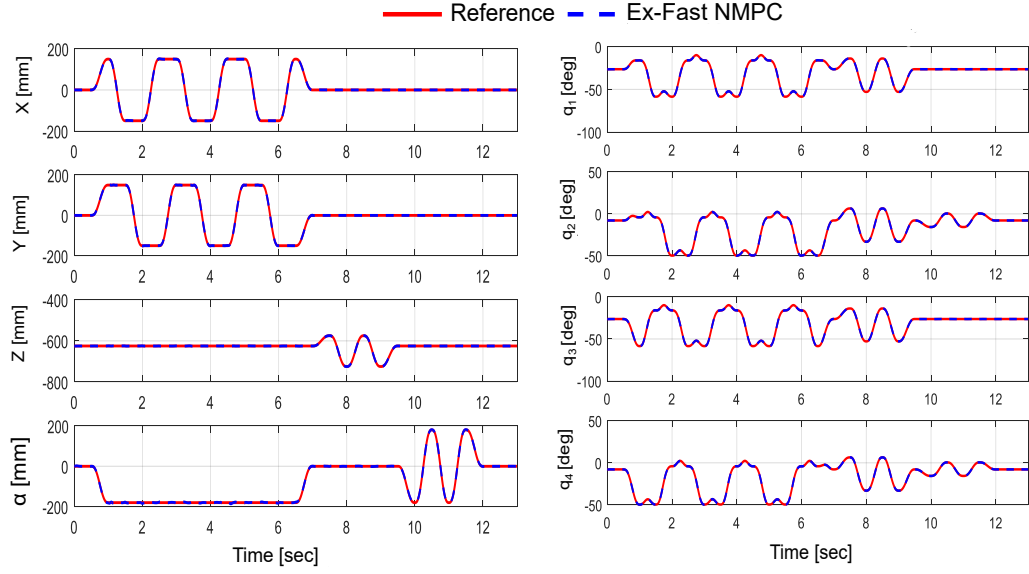 Reference Ex-Fast NMPC
X [mm]
200
0
-200
0 2 4 6 8 10 12
Y [mm]
200
0
-200
0 2 4 6 8 10 12
Z [mm]
-400
-600
-800
0 2 4 6 8 10 12
α [mm]
200
0
-200
0 2 4 6 8 10 12
Time [sec]
q1 [deg]
0
-50
-100
0 2 4 6 8 10 12
q2 [deg]
50
0
-50
0 2 4 6 8 10 12
q3 [deg]
0
-50
-100
0 2 4 6 8 10 12
q4 [deg]
50
0
-50
0 2 4 6 8 10 12
Time [sec]